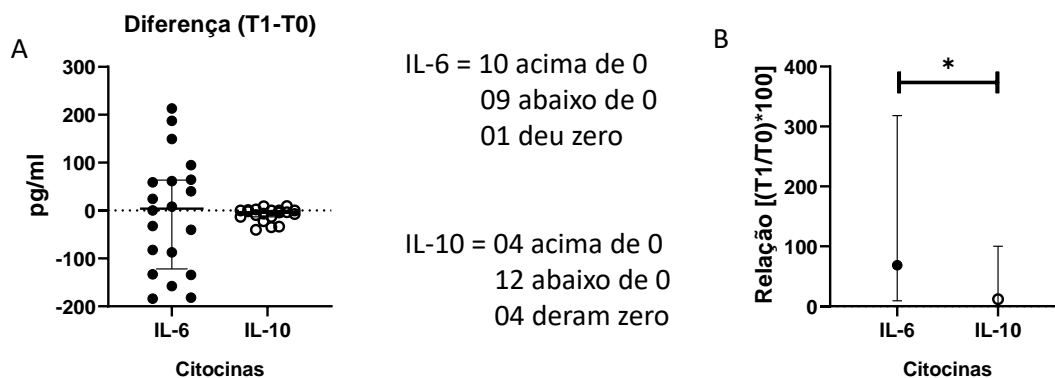 Diferença (T1-T0)
A
pg/ml
300
200
100
0
-100
-200
IL-6
IL-10
Citocinas
IL-6 = 10 acima de 0
09 abaixo de 0
01 deu zero
IL-10 = 04 acima de 0
12 abaixo de 0
04 deram zero
B
Relação [(T1/T0)*100]
400
300
200
100
0
*
IL-6
IL-10
Citocinas